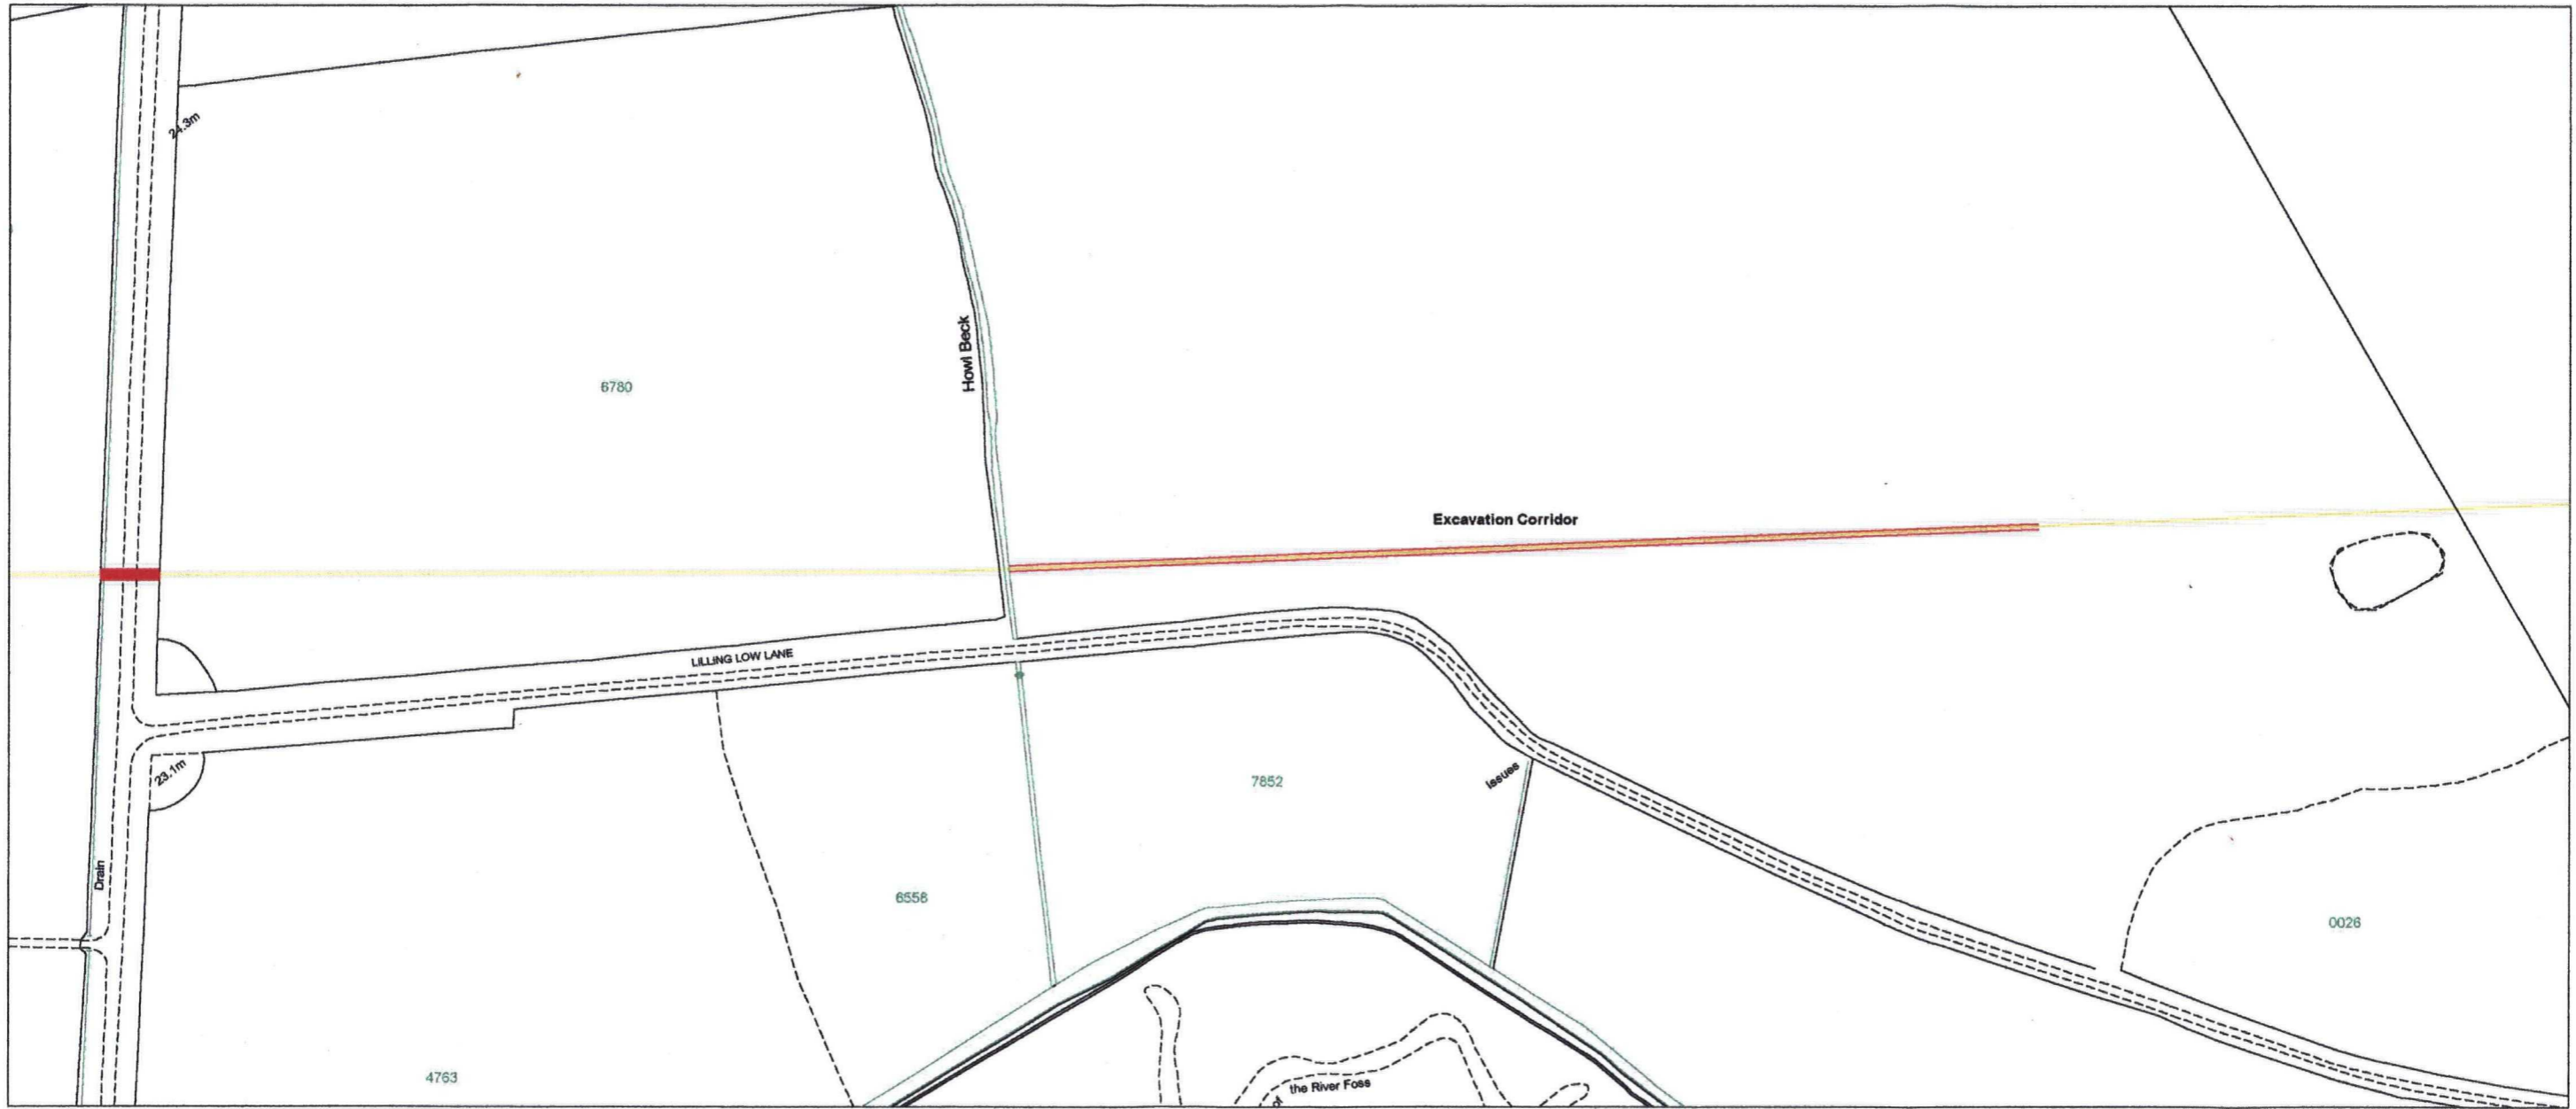 24.3m
6780
Howl Beck
Excavation Corridor
LILLING LOW LANE
23.1m
Issues
7852
Drain
6558
0026
4763
of the River Foss